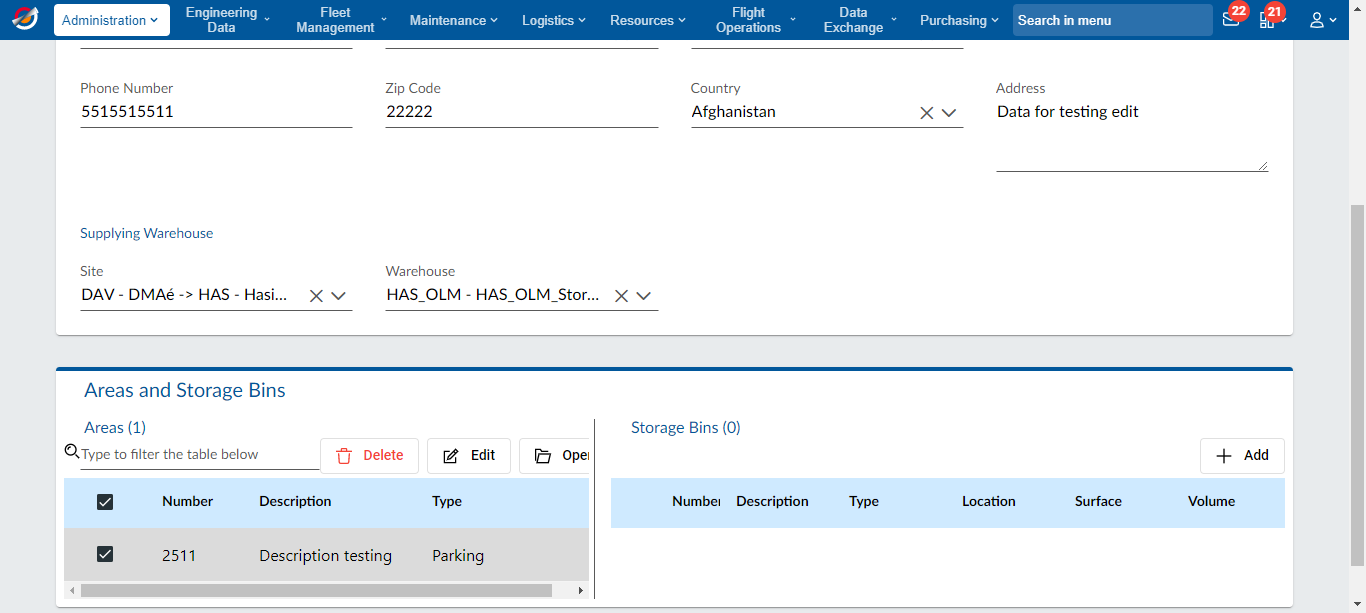 Administration
Engineering Data
Fleet Management
Maintenance
Logistics
Resources
Flight Operations
Data Exchange
Purchasing
Search in menu
22
21
Phone Number
5515515511
Zip Code
22222
Country
Afghanistan
Address
Data for testing edit
Supplying Warehouse
Site
DAV - DMAé -> HAS - Hasi...
Warehouse
HAS_OLM - HAS_OLM_Stor...
Areas and Storage Bins
Areas (1)
Type to filter the table below
Delete
Edit
Number Description Type
2511 Description testing Parking
Storage Bins (0)
Add
Number Description Type Location Surface Volume